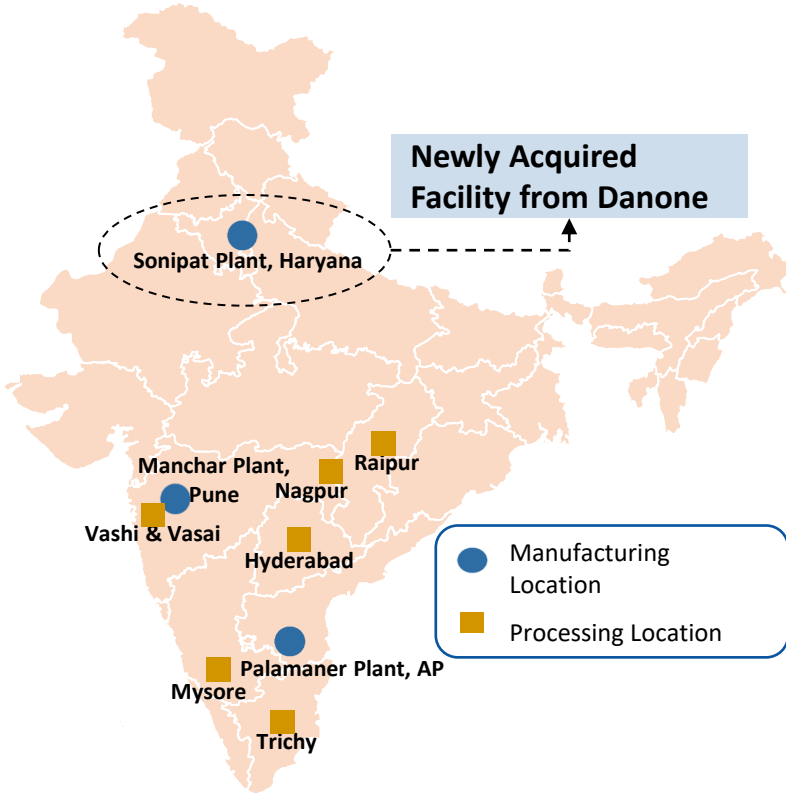 Newly Acquired
Facility from Danone
Sonipat Plant, Haryana
Raipur
Manchar Plant,
Pune
Nagpur
Vashi & Vasai
Hyderabad
Manufacturing
Location
Processing Location
Palamaner Plant, AP
Mysore
Trichy